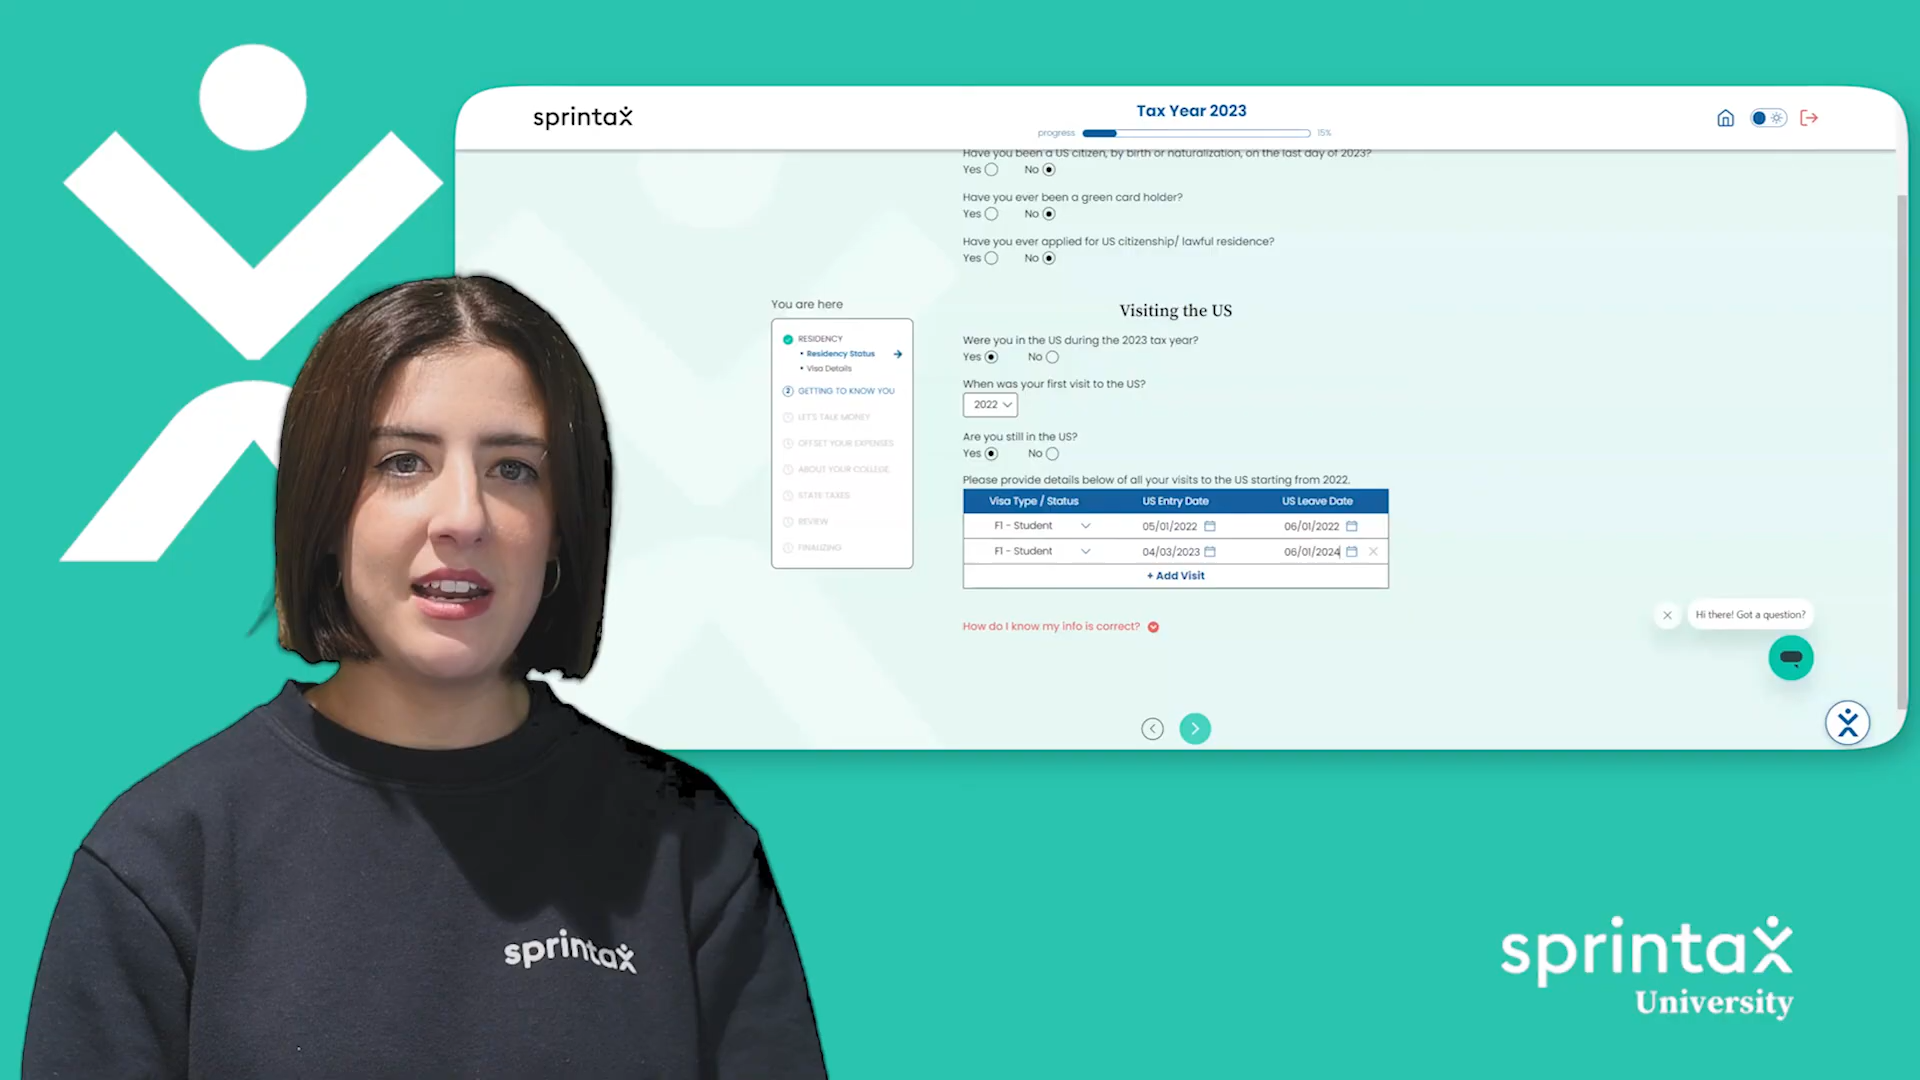 sprintax
Tax Year 2023
progress 15%
Have you been a US citizen, by birth or naturalization, on the last day of 2023?
Yes No
Have you ever been a green card holder?
Yes No
Have you ever applied for US citizenship/ lawful residence?
Yes No
You are here
RESIDENCY
• Residency Status
• Visa Details
2 GETTING TO KNOW YOU
LET'S TALK MONEY
OFFSET YOUR EXPENSES
ABOUT YOUR COLLEGE
STATE TAXES
REVIEW
FINALIZING
Visiting the US
Were you in the US during the 2023 tax year?
Yes No
When was your first visit to the US?
2022
Are you still in the US?
Yes No
Please provide details below of all your visits to the US starting from 2022.
Visa Type / Status US Entry Date US Leave Date
F1 - Student 05/01/2022 06/01/2022
F1 - Student 04/03/2023 06/01/2024
+ Add Visit
How do I know my info is correct?
Hi there! Got a question?
sprintax
sprintax
University